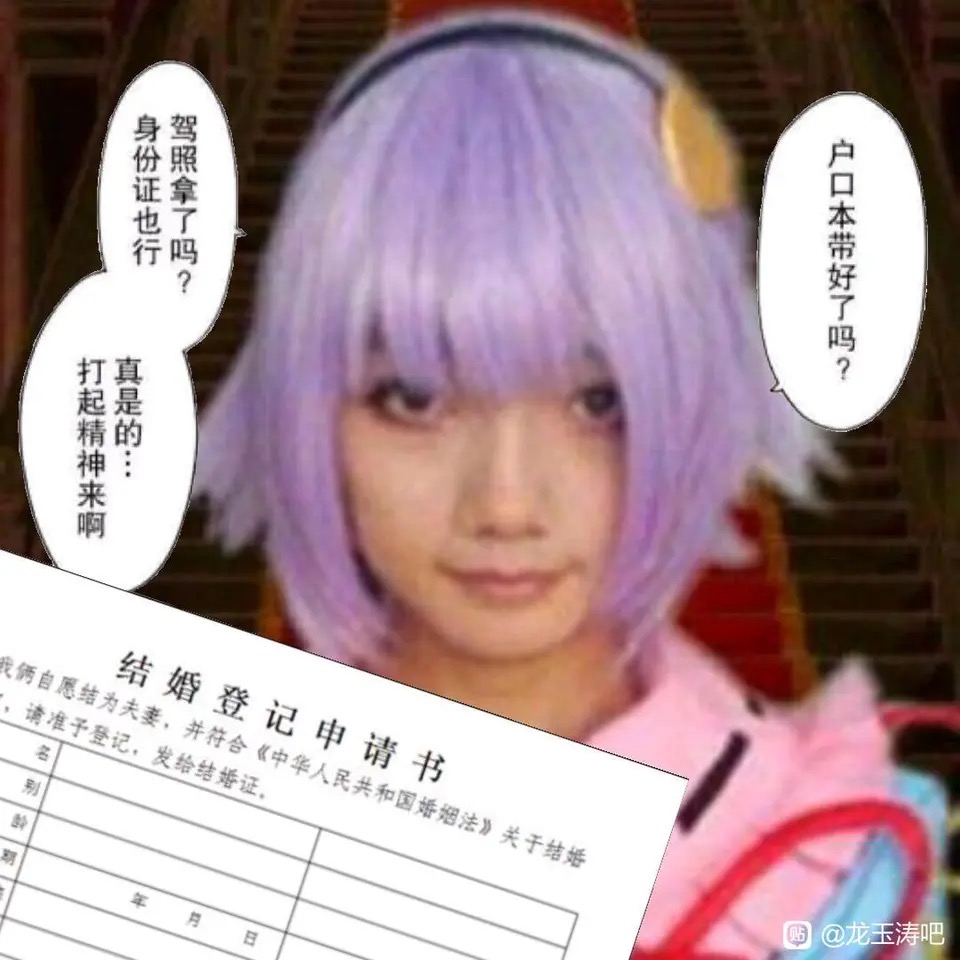 户口本带好了吗？
驾照拿了吗？
身份证也行
真是的…
打起精神来啊
结婚登记申请书
我俩自愿结为夫妻，并符合《中华人民共和国婚姻法》关于结婚
，请准予登记，发给结婚证。
名
别
龄
期
年 月 日
@龙玉涛吧
贴